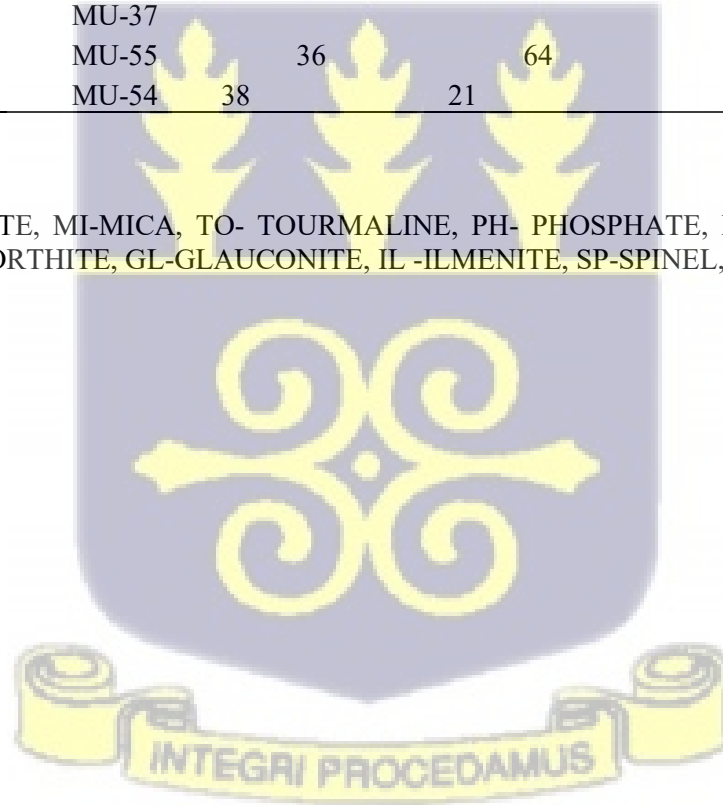 MU-37
MU-55 36 64
MU-54 38 21
TE, MI-MICA, TO- TOURMALINE, PH- PHOSPHATE,
ORTHITE, GL-GLAUCONITE, IL -ILMENITE, SP-SPINEL,
INTEGRI PROCEDAMUS